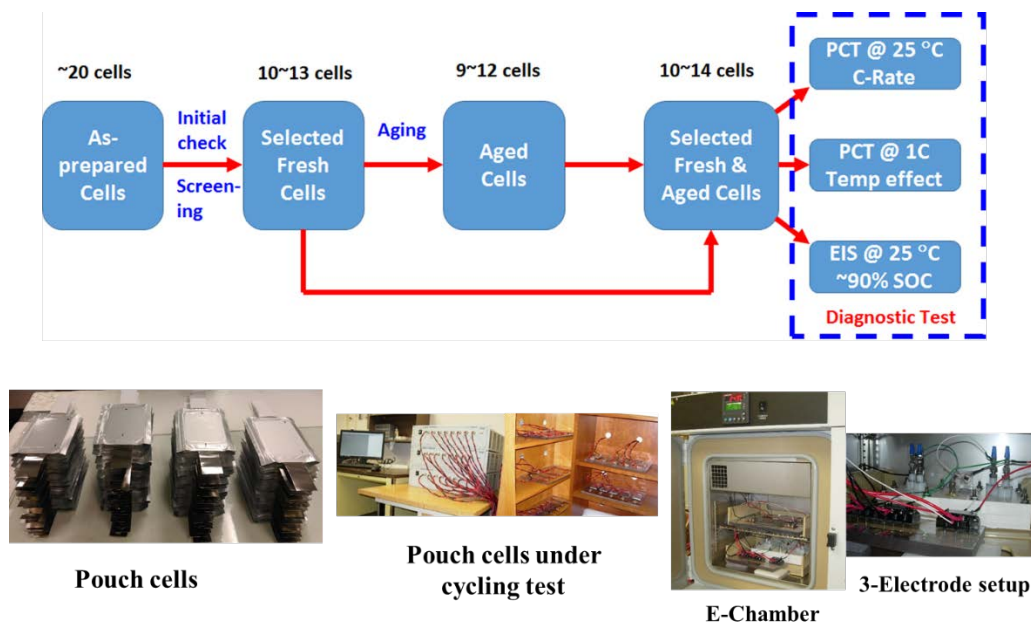 ~20 cells
10~13 cells
9~12 cells
10~14 cells
As-
prepared
Cells
Initial
check
Screen-
ing
Selected
Fresh
Cells
Aging
Aged
Cells
Selected
Fresh &
Aged Cells
PCT @ 25 °C
C-Rate
PCT @ 1C
Temp effect
EIS @ 25 °C
~90% SOC
Diagnostic Test
Pouch cells
Pouch cells under
cycling test
E-Chamber
3-Electrode setup